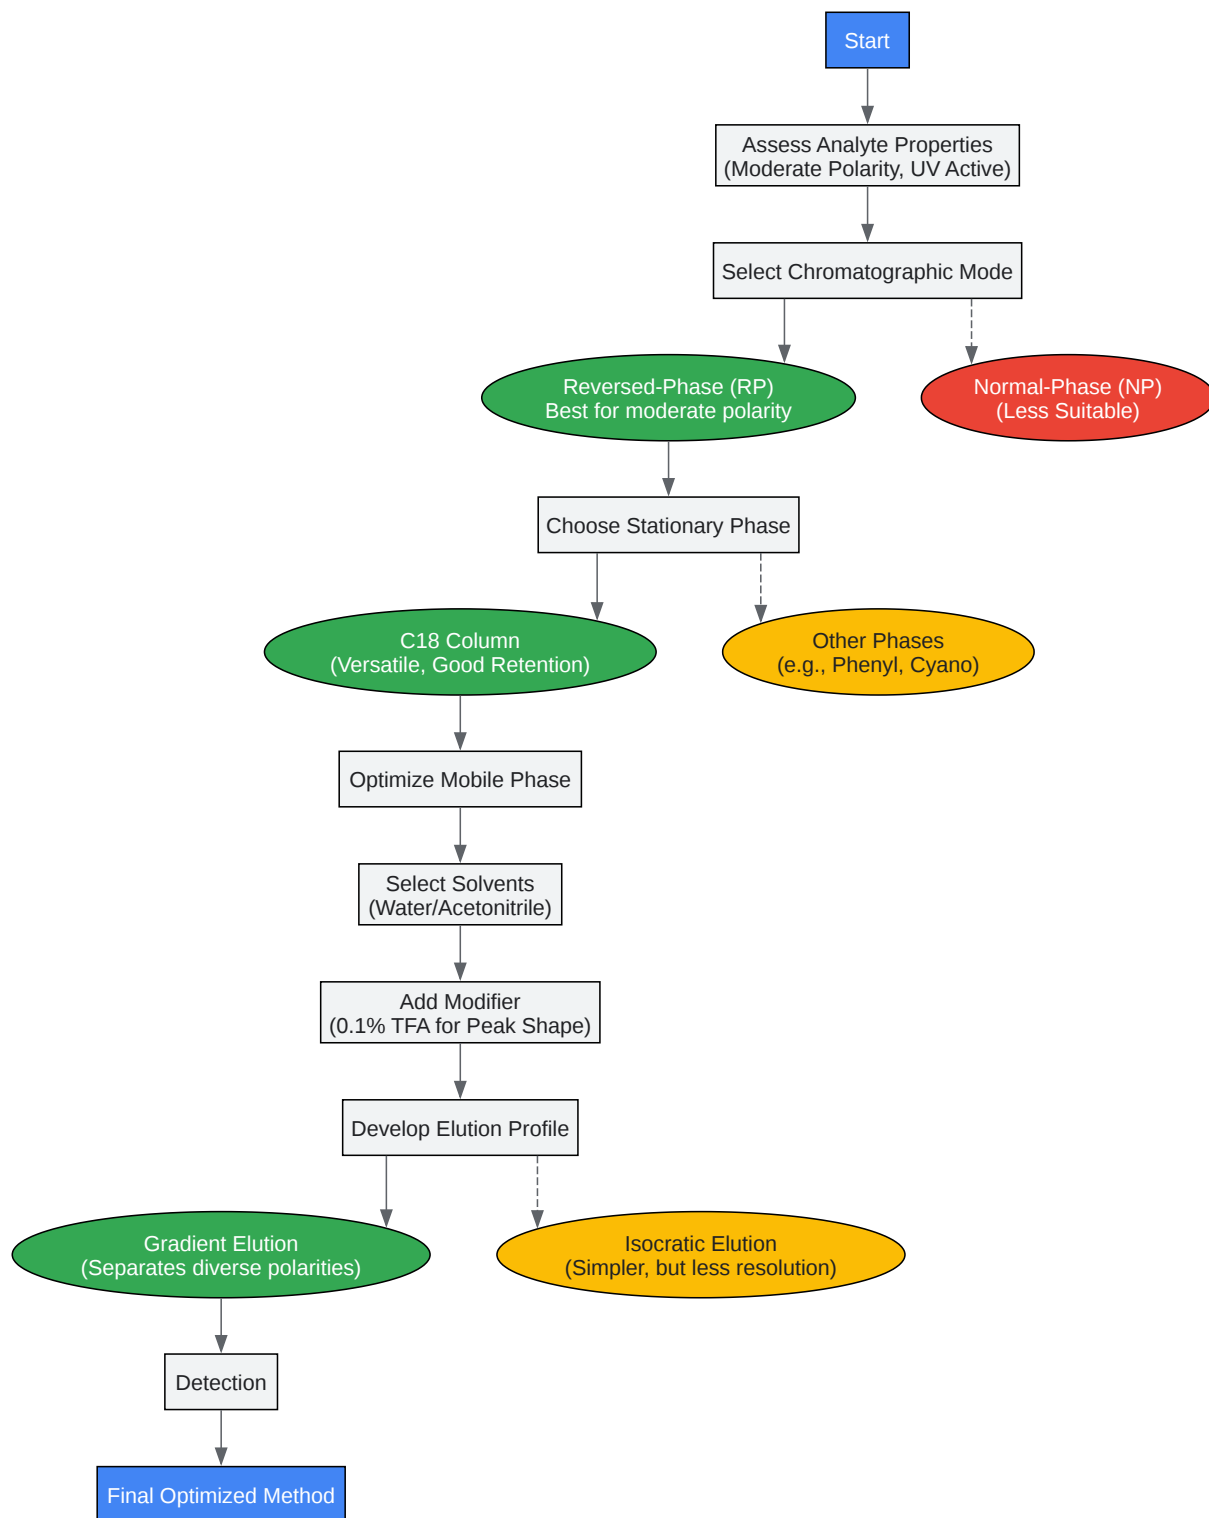 Start
Assess Analyte Properties
(Moderate Polarity, UV Active)
Select Chromatographic Mode
Reversed-Phase (RP)
Best for moderate polarity
Normal-Phase (NP)
(Less Suitable)
Choose Stationary Phase
C18 Column
(Versatile, Good Retention)
Other Phases
(e.g., Phenyl, Cyano)
Optimize Mobile Phase
Select Solvents
(Water/Acetonitrile)
Add Modifier
(0.1% TFA for Peak Shape)
Develop Elution Profile
Gradient Elution
(Separates diverse polarities)
Isocratic Elution
(Simpler, but less resolution)
Detection
Final Optimized Method